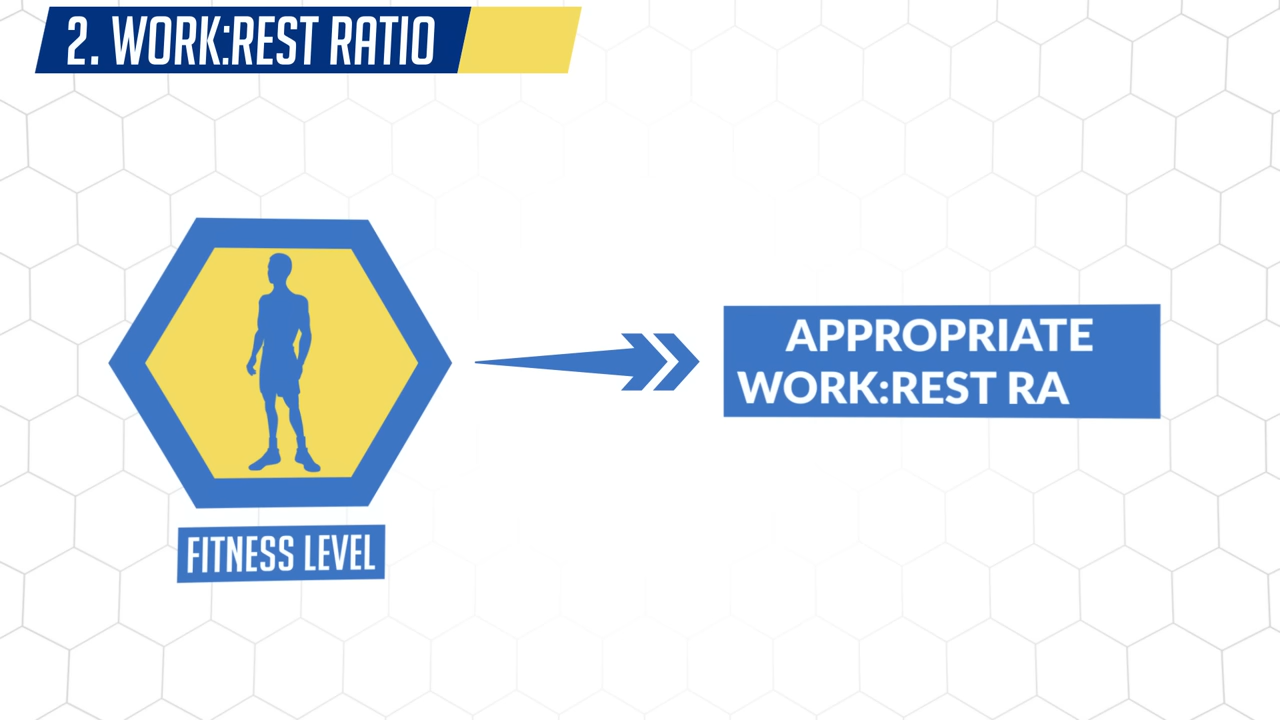 2. WORK:REST RATIO
APPROPRIATE
WORK:REST RA
FITNESS LEVEL